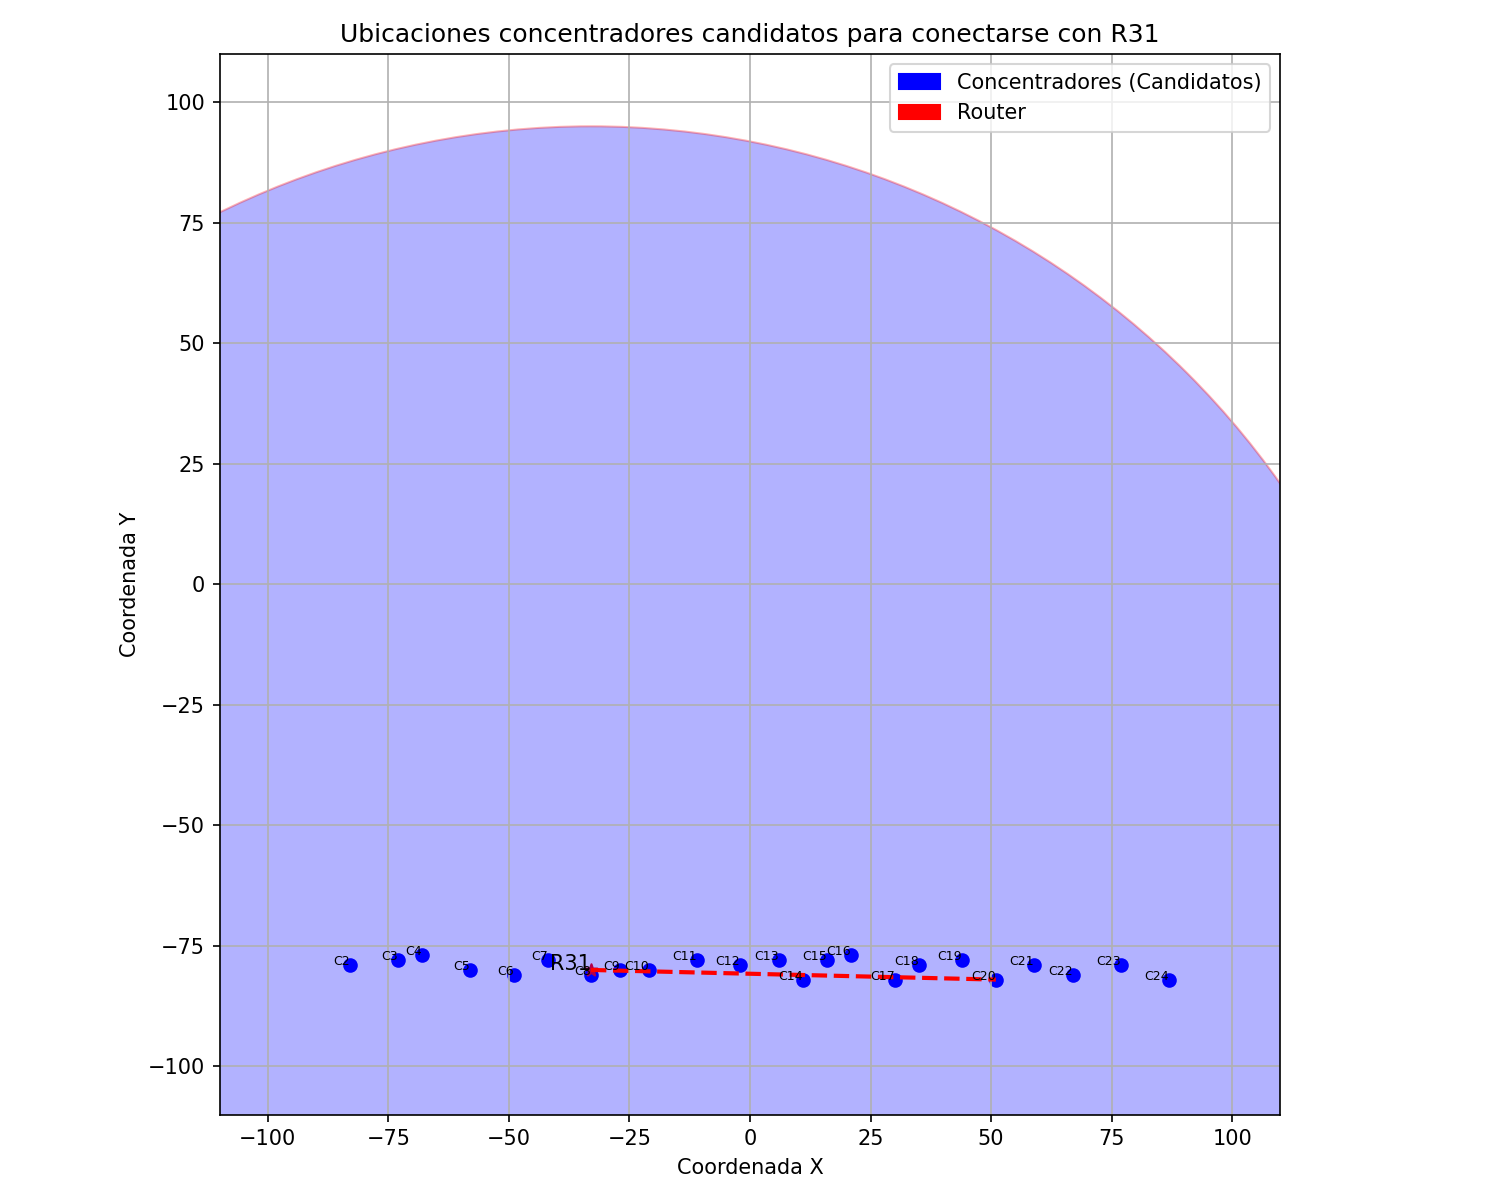 Ubicaciones concentradores candidatos para conectarse con R31
Concentradores (Candidatos)
Router
100
75
50
25
0
−25
−50
−75
−100
Coordenada Y
C2
C3
C4
C5
C6
C7
R31
C8
C9
C10
C11
C12
C13
C14
C15
C16
C17
C18
C19
C20
C21
C22
C23
C24
−100
−75
−50
−25
0
25
50
75
100
Coordenada X